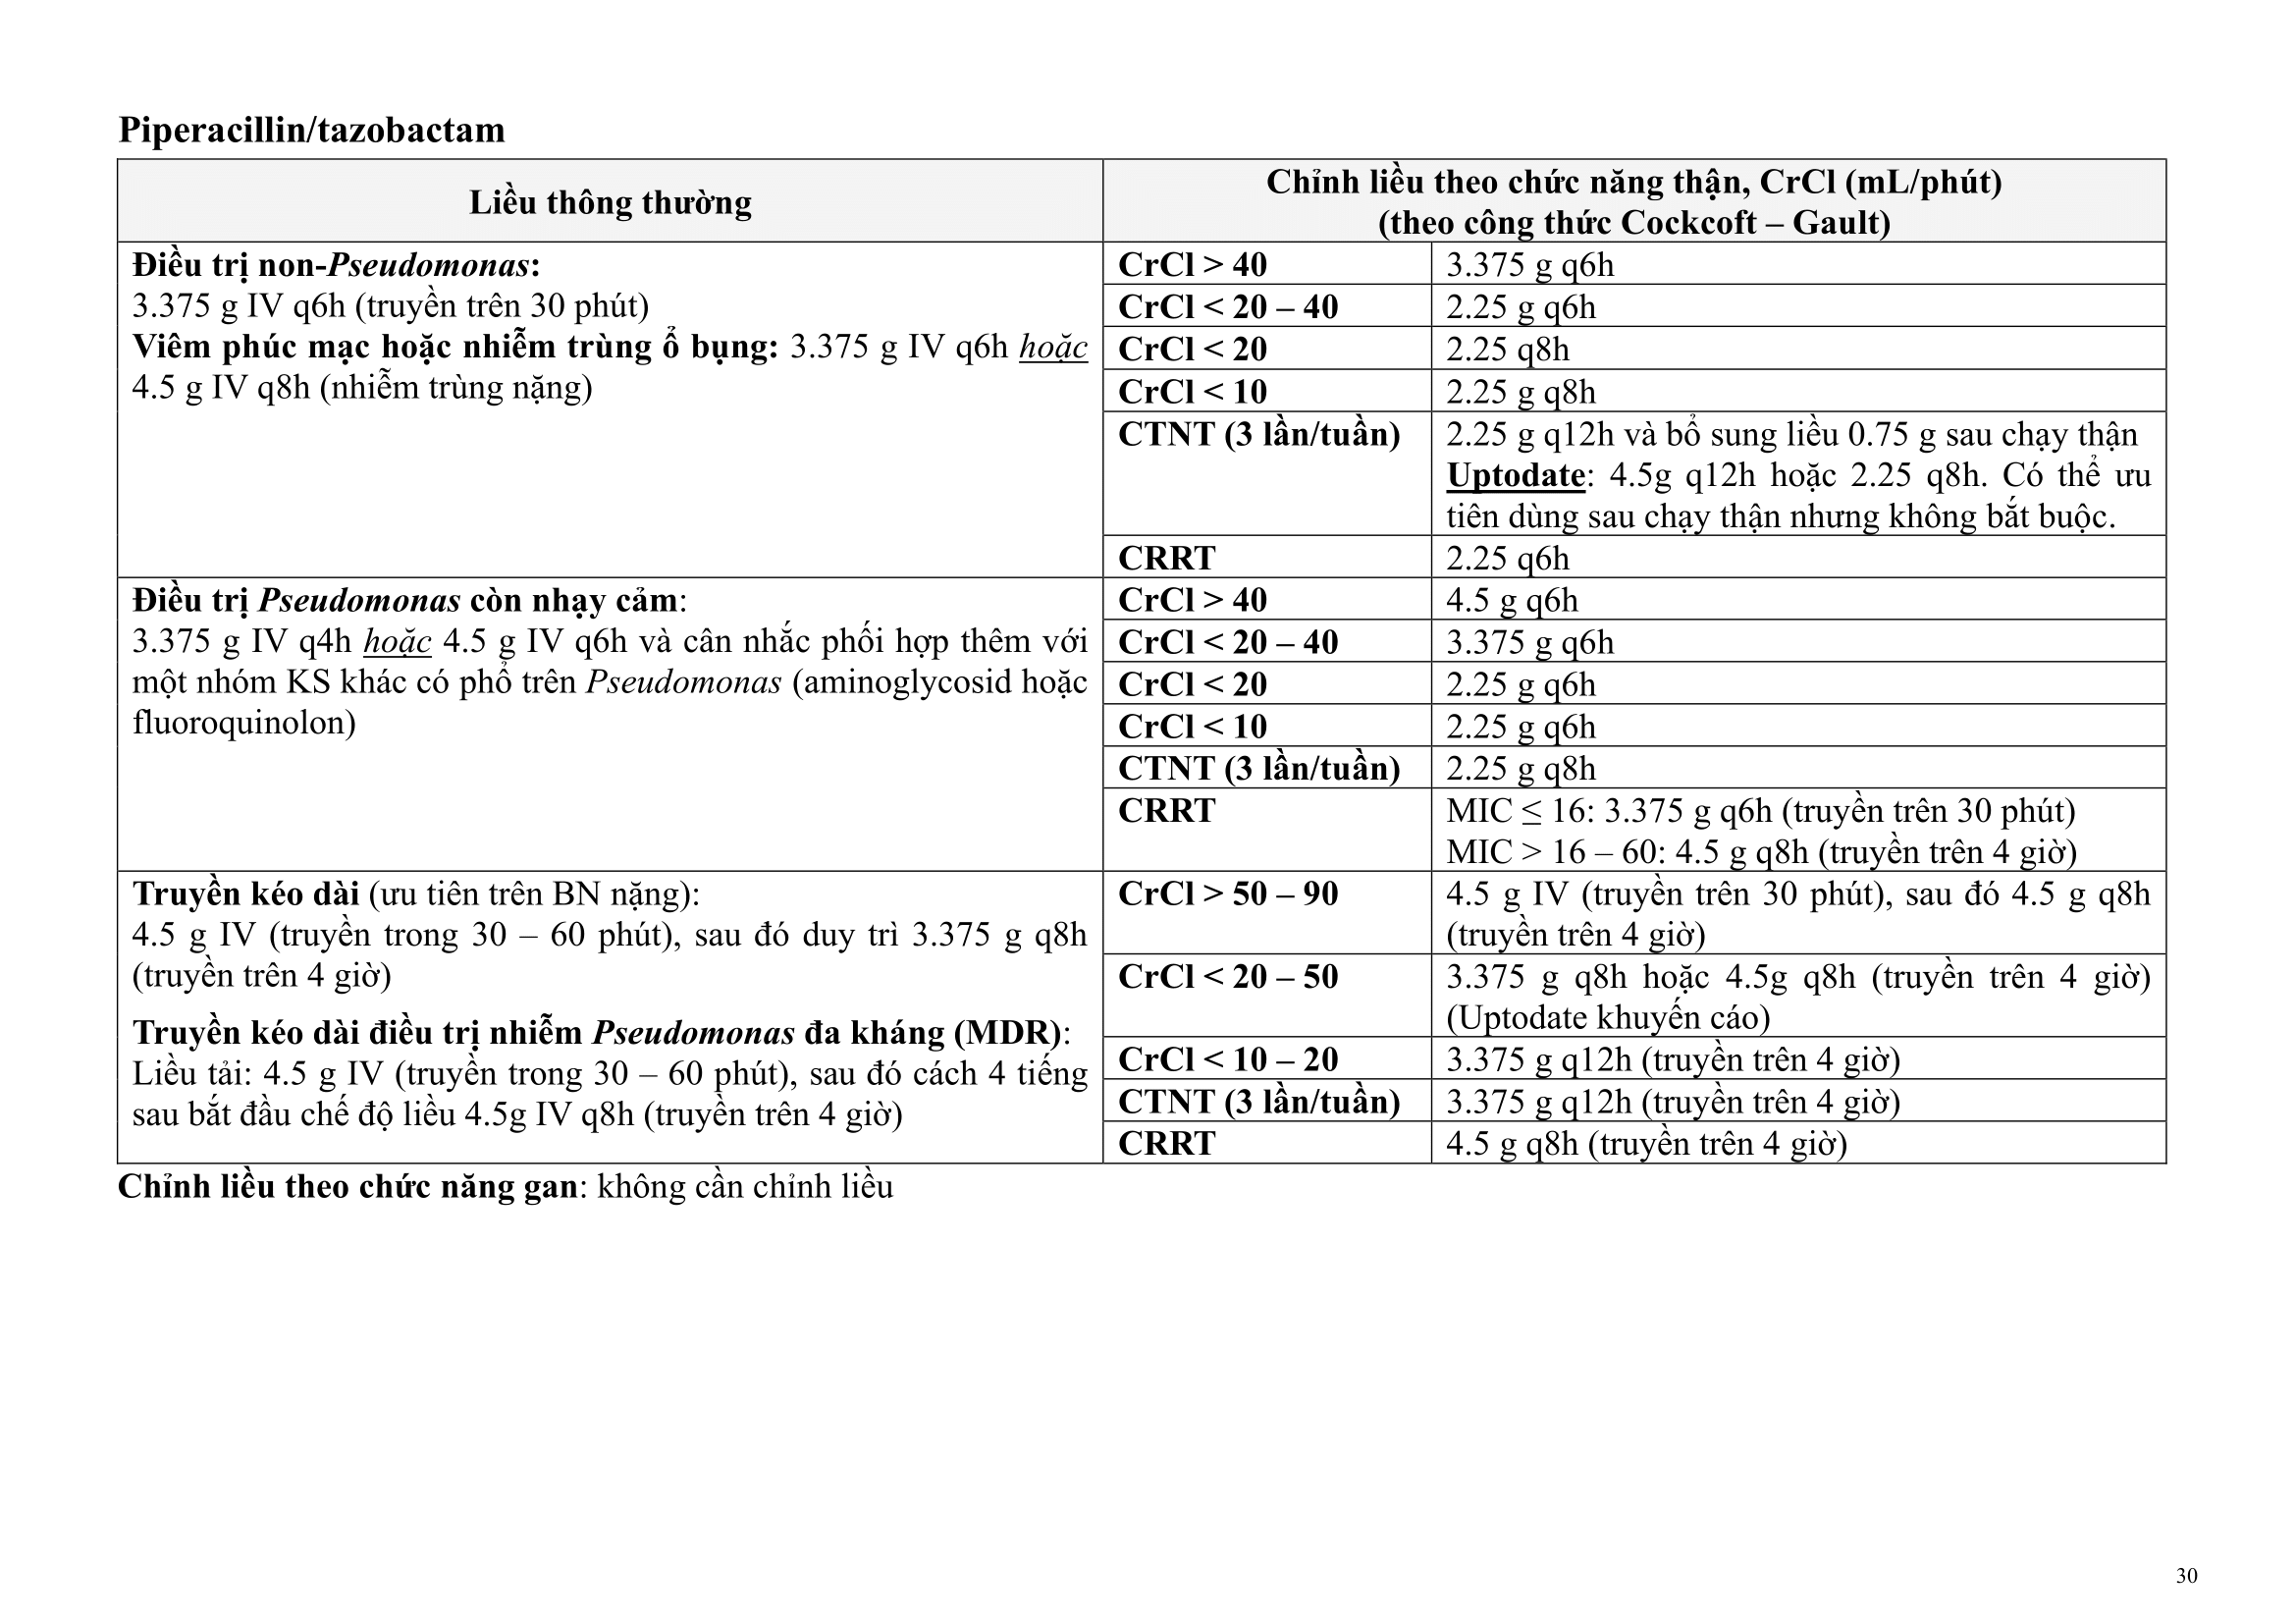 Piperacillin/tazobactam
Liều thông thường
Chỉnh liều theo chức năng thận, CrCl (mL/phút)
(theo công thức Cockcoft – Gault)
Điều trị non-Pseudomonas:
3.375 g IV q6h (truyền trên 30 phút)
Viêm phúc mạc hoặc nhiễm trùng ổ bụng: 3.375 g IV q6h hoặc
4.5 g IV q8h (nhiễm trùng nặng)
CrCl > 40 3.375 g q6h
CrCl < 20 – 40 2.25 g q6h
CrCl < 20 2.25 q8h
CrCl < 10 2.25 g q8h
CTNT (3 lần/tuần) 2.25 g q12h và bổ sung liều 0.75 g sau chạy thận
Uptodate: 4.5g q12h hoặc 2.25 q8h. Có thể ưu
tiên dùng sau chạy thận nhưng không bắt buộc.
CRRT 2.25 q6h
Điều trị Pseudomonas còn nhạy cảm:
3.375 g IV q4h hoặc 4.5 g IV q6h và cân nhắc phối hợp thêm với
một nhóm KS khác có phổ trên Pseudomonas (aminoglycosid hoặc
fluoroquinolon)
CrCl > 40 4.5 g q6h
CrCl < 20 – 40 3.375 g q6h
CrCl < 20 2.25 g q6h
CrCl < 10 2.25 g q6h
CTNT (3 lần/tuần) 2.25 g q8h
CRRT MIC ≤ 16: 3.375 g q6h (truyền trên 30 phút)
MIC > 16 – 60: 4.5 g q8h (truyền trên 4 giờ)
Truyền kéo dài (ưu tiên trên BN nặng):
4.5 g IV (truyền trong 30 – 60 phút), sau đó duy trì 3.375 g q8h
(truyền trên 4 giờ)
Truyền kéo dài điều trị nhiễm Pseudomonas đa kháng (MDR):
Liều tải: 4.5 g IV (truyền trong 30 – 60 phút), sau đó cách 4 tiếng
sau bắt đầu chế độ liều 4.5g IV q8h (truyền trên 4 giờ)
CrCl > 50 – 90 4.5 g IV (truyền trên 30 phút), sau đó 4.5 g q8h
(truyền trên 4 giờ)
CrCl < 20 – 50 3.375 g q8h hoặc 4.5g q8h (truyền trên 4 giờ)
(Uptodate khuyến cáo)
CrCl < 10 – 20 3.375 g q12h (truyền trên 4 giờ)
CTNT (3 lần/tuần) 3.375 g q12h (truyền trên 4 giờ)
CRRT 4.5 g q8h (truyền trên 4 giờ)
Chỉnh liều theo chức năng gan: không cần chỉnh liều
30